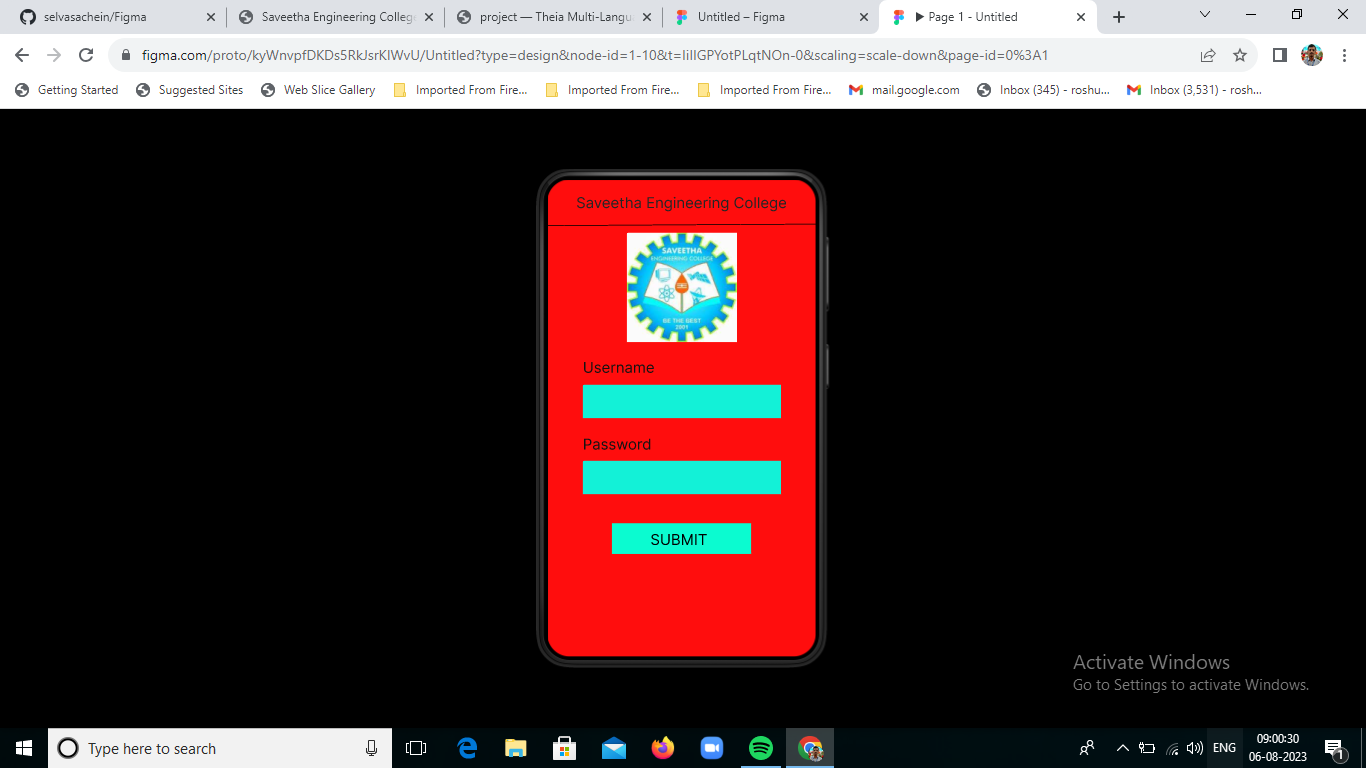 selvasachein/Figma
Saveetha Engineering College
project — Theia Multi-Langu
Untitled – Figma
▶ Page 1 - Untitled
figma.com/proto/kyWnvpfDKDs5RkJsrKIWvU/Untitled?type=design&node-id=1-10&t=IiIlGPYotPLqtNOn-0&scaling=scale-down&page-id=0%3A1
Getting Started
Suggested Sites
Web Slice Gallery
Imported From Fire...
Imported From Fire...
Imported From Fire...
mail.google.com
Inbox (345) - roshu...
Inbox (3,531) - rosh...
Saveetha Engineering College
SAVEETHA
ENGINEERING COLLEGE
BE THE BEST
2001
Username
Password
SUBMIT
Activate Windows
Go to Settings to activate Windows.
Type here to search
ENG
09:00:30
06-08-2023
1